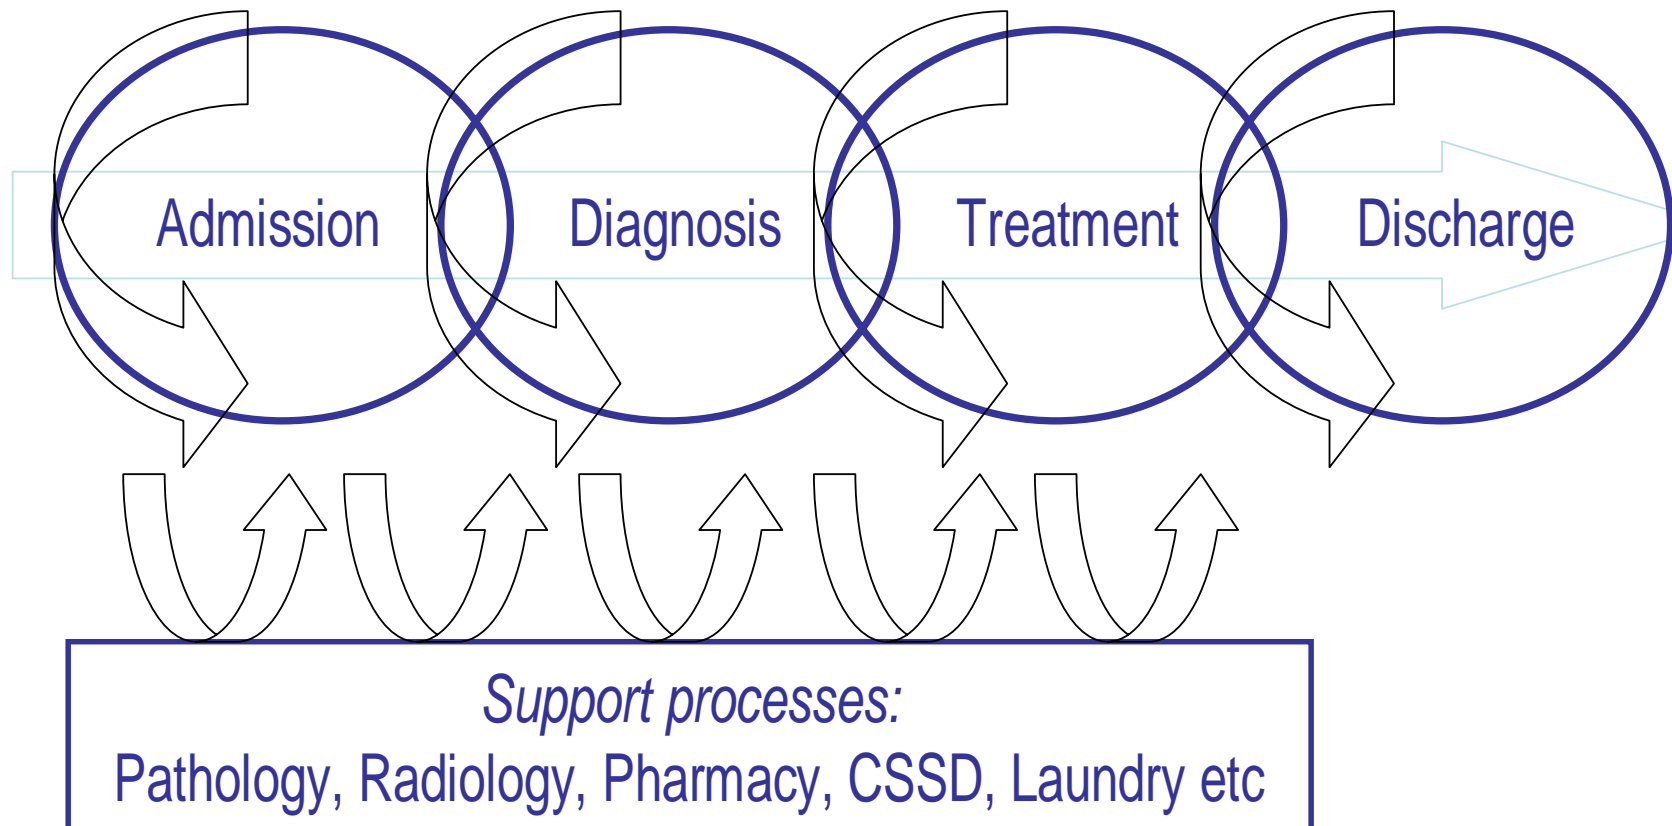 Admission Diagnosis Treatment Discharge
Support processes:
Pathology, Radiology, Pharmacy, CSSD, Laundry etc